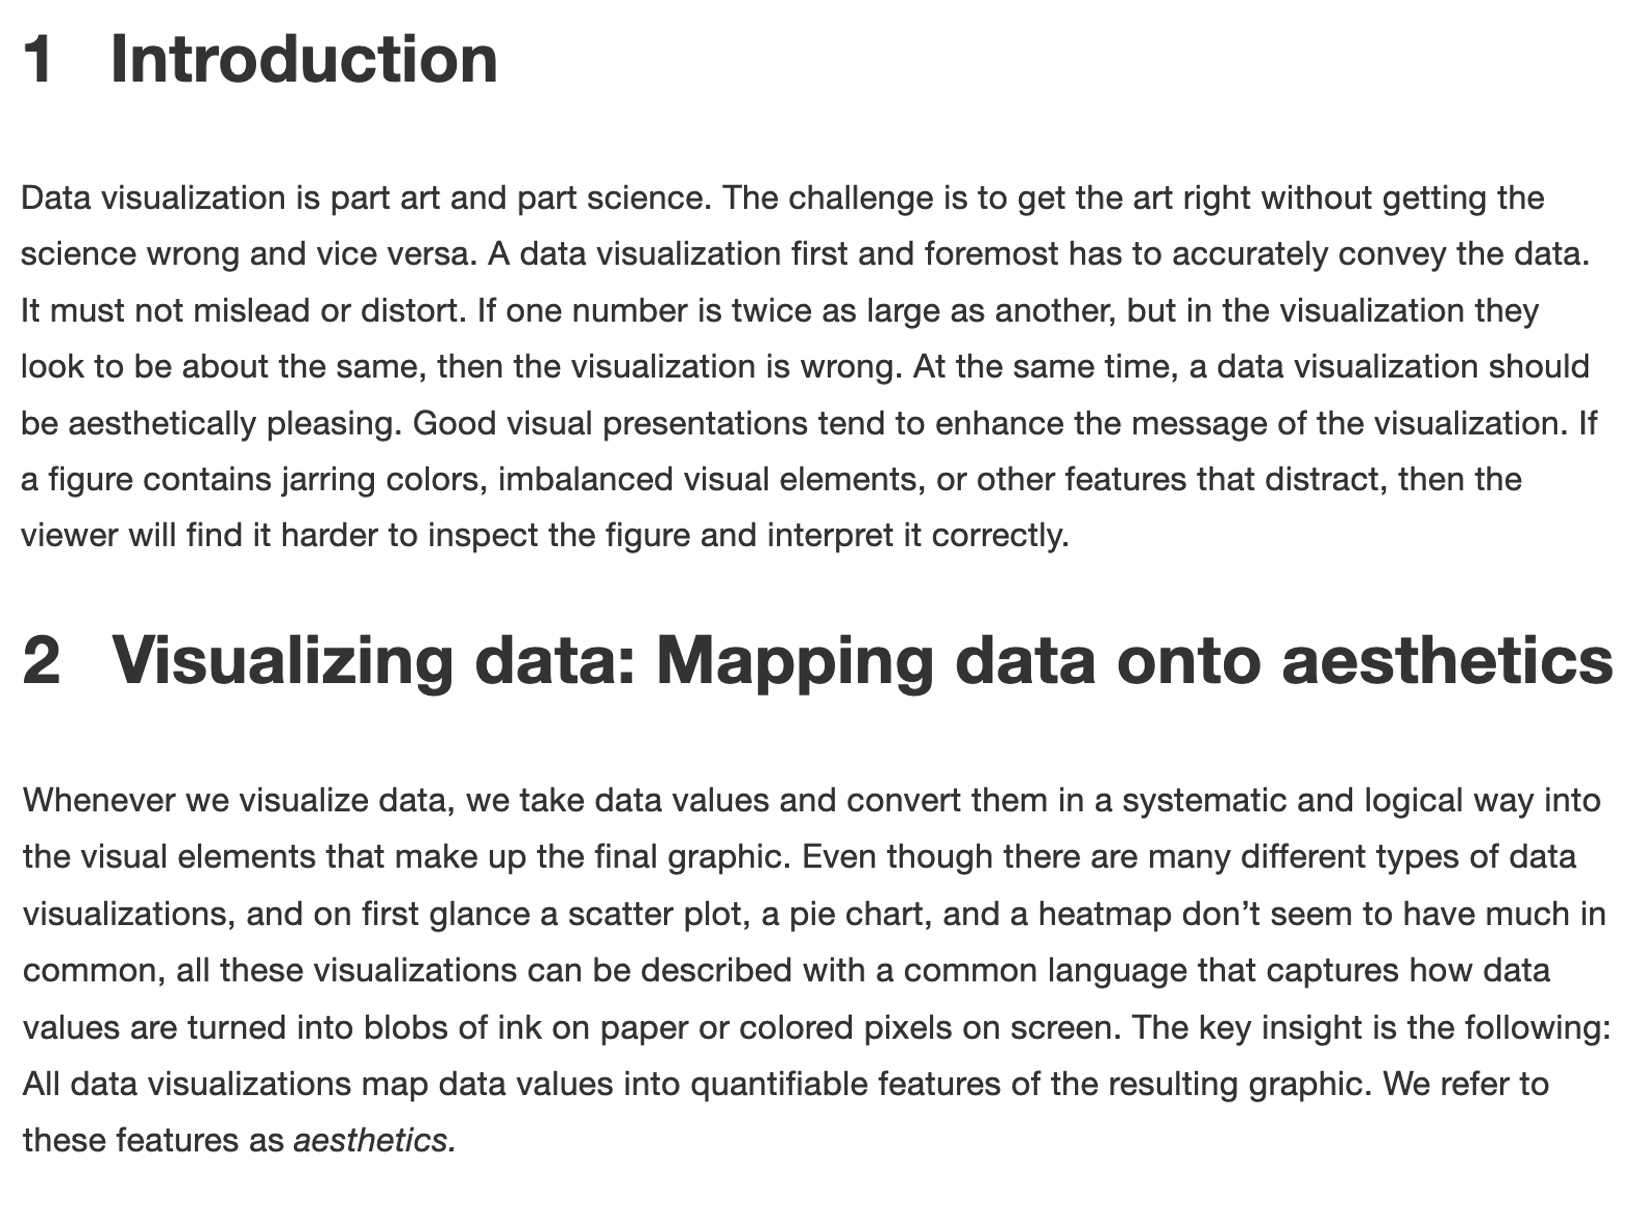 1 Introduction
Data visualization is part art and part science. The challenge is to get the art right without getting the
science wrong and vice versa. A data visualization first and foremost has to accurately convey the data.
It must not mislead or distort. If one number is twice as large as another, but in the visualization they
look to be about the same, then the visualization is wrong. At the same time, a data visualization should
be aesthetically pleasing. Good visual presentations tend to enhance the message of the visualization. If
a figure contains jarring colors, imbalanced visual elements, or other features that distract, then the
viewer will find it harder to inspect the figure and interpret it correctly.
2 Visualizing data: Mapping data onto aesthetics
Whenever we visualize data, we take data values and convert them in a systematic and logical way into
the visual elements that make up the final graphic. Even though there are many different types of data
visualizations, and on first glance a scatter plot, a pie chart, and a heatmap don’t seem to have much in
common, all these visualizations can be described with a common language that captures how data
values are turned into blobs of ink on paper or colored pixels on screen. The key insight is the following:
All data visualizations map data values into quantifiable features of the resulting graphic. We refer to
these features as aesthetics.